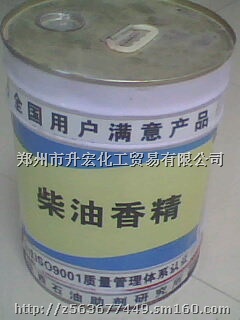 全国用户满意产品
郑州市升宏化工贸易有限公司
柴油香精
ISO9001质量管理体系认证
石油助剂研究所
http://z563677449.sm160.com